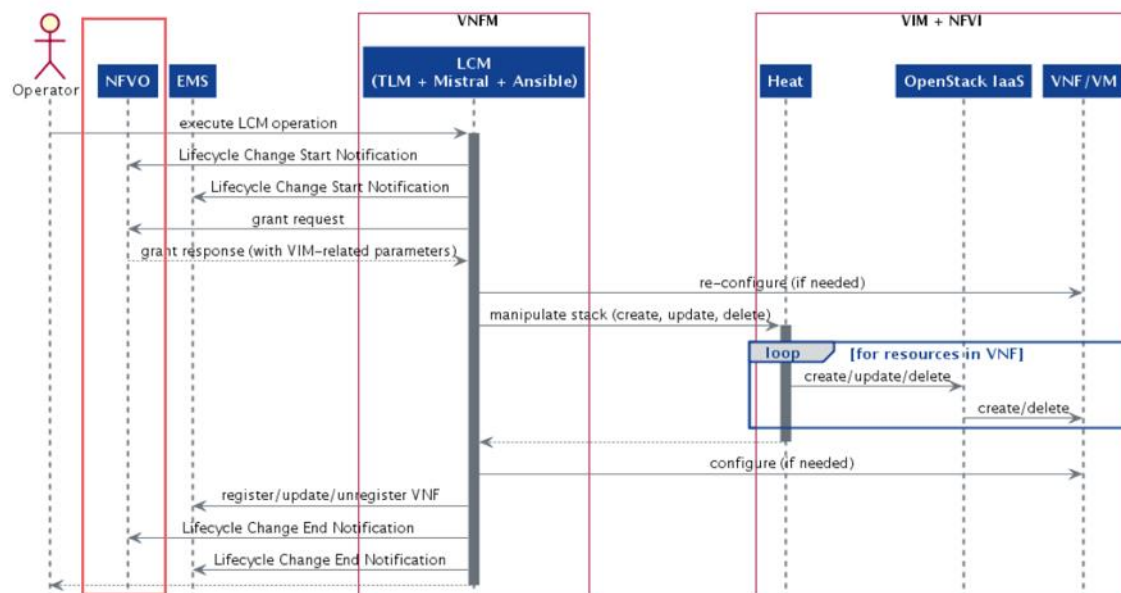 VNFM
VIM + NFVI
Operator
NFVO
EMS
LCM
(TLM + Mistral + Ansible)
Heat
OpenStack IaaS
VNF/VM
execute LCM operation
Lifecycle Change Start Notification
Lifecycle Change Start Notification
grant request
grant response (with VIM-related parameters)
re-configure (if needed)
manipulate stack (create, update, delete)
loop [for resources in VNF]
create/update/delete
create/delete
configure (if needed)
register/update/unregister VNF
Lifecycle Change End Notification
Lifecycle Change End Notification